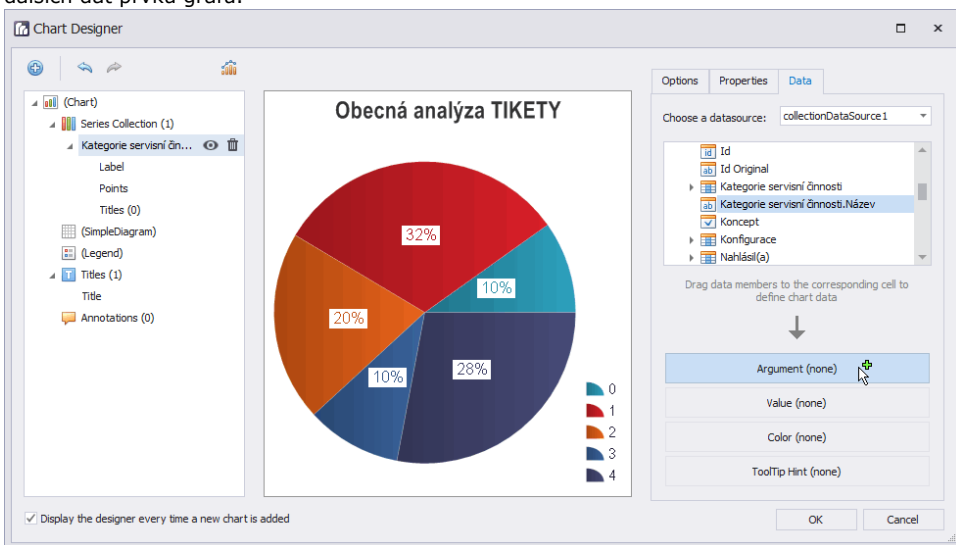 Chart Designer
(Chart)
Series Collection (1)
Kategorie servisní čin...
Label
Points
Titles (0)
(SimpleDiagram)
(Legend)
Titles (1)
Title
Annotations (0)
Obecná analýza TIKETY
32%
10%
20%
28%
10%
0
1
2
3
4
Options Properties Data
Choose a datasource: collectionDataSource1
id Id
ab Id Original
Kategorie servisní činnosti
ab Kategorie servisní činnosti.Název
Koncept
Konfigurace
Nahlásil(a)
Drag data members to the corresponding cell to
define chart data
Argument (none)
Value (none)
Color (none)
ToolTip Hint (none)
Display the designer every time a new chart is added
OK Cancel